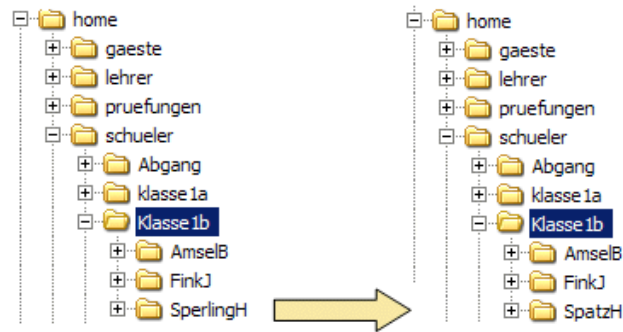 home
gaeste
lehrer
pruefungen
schueler
Abgang
klasse1a
Klasse1b
AmselB
FinkJ
SperlingH
home
gaeste
lehrer
pruefungen
schueler
Abgang
klasse1a
Klasse1b
AmselB
FinkJ
SpatzH